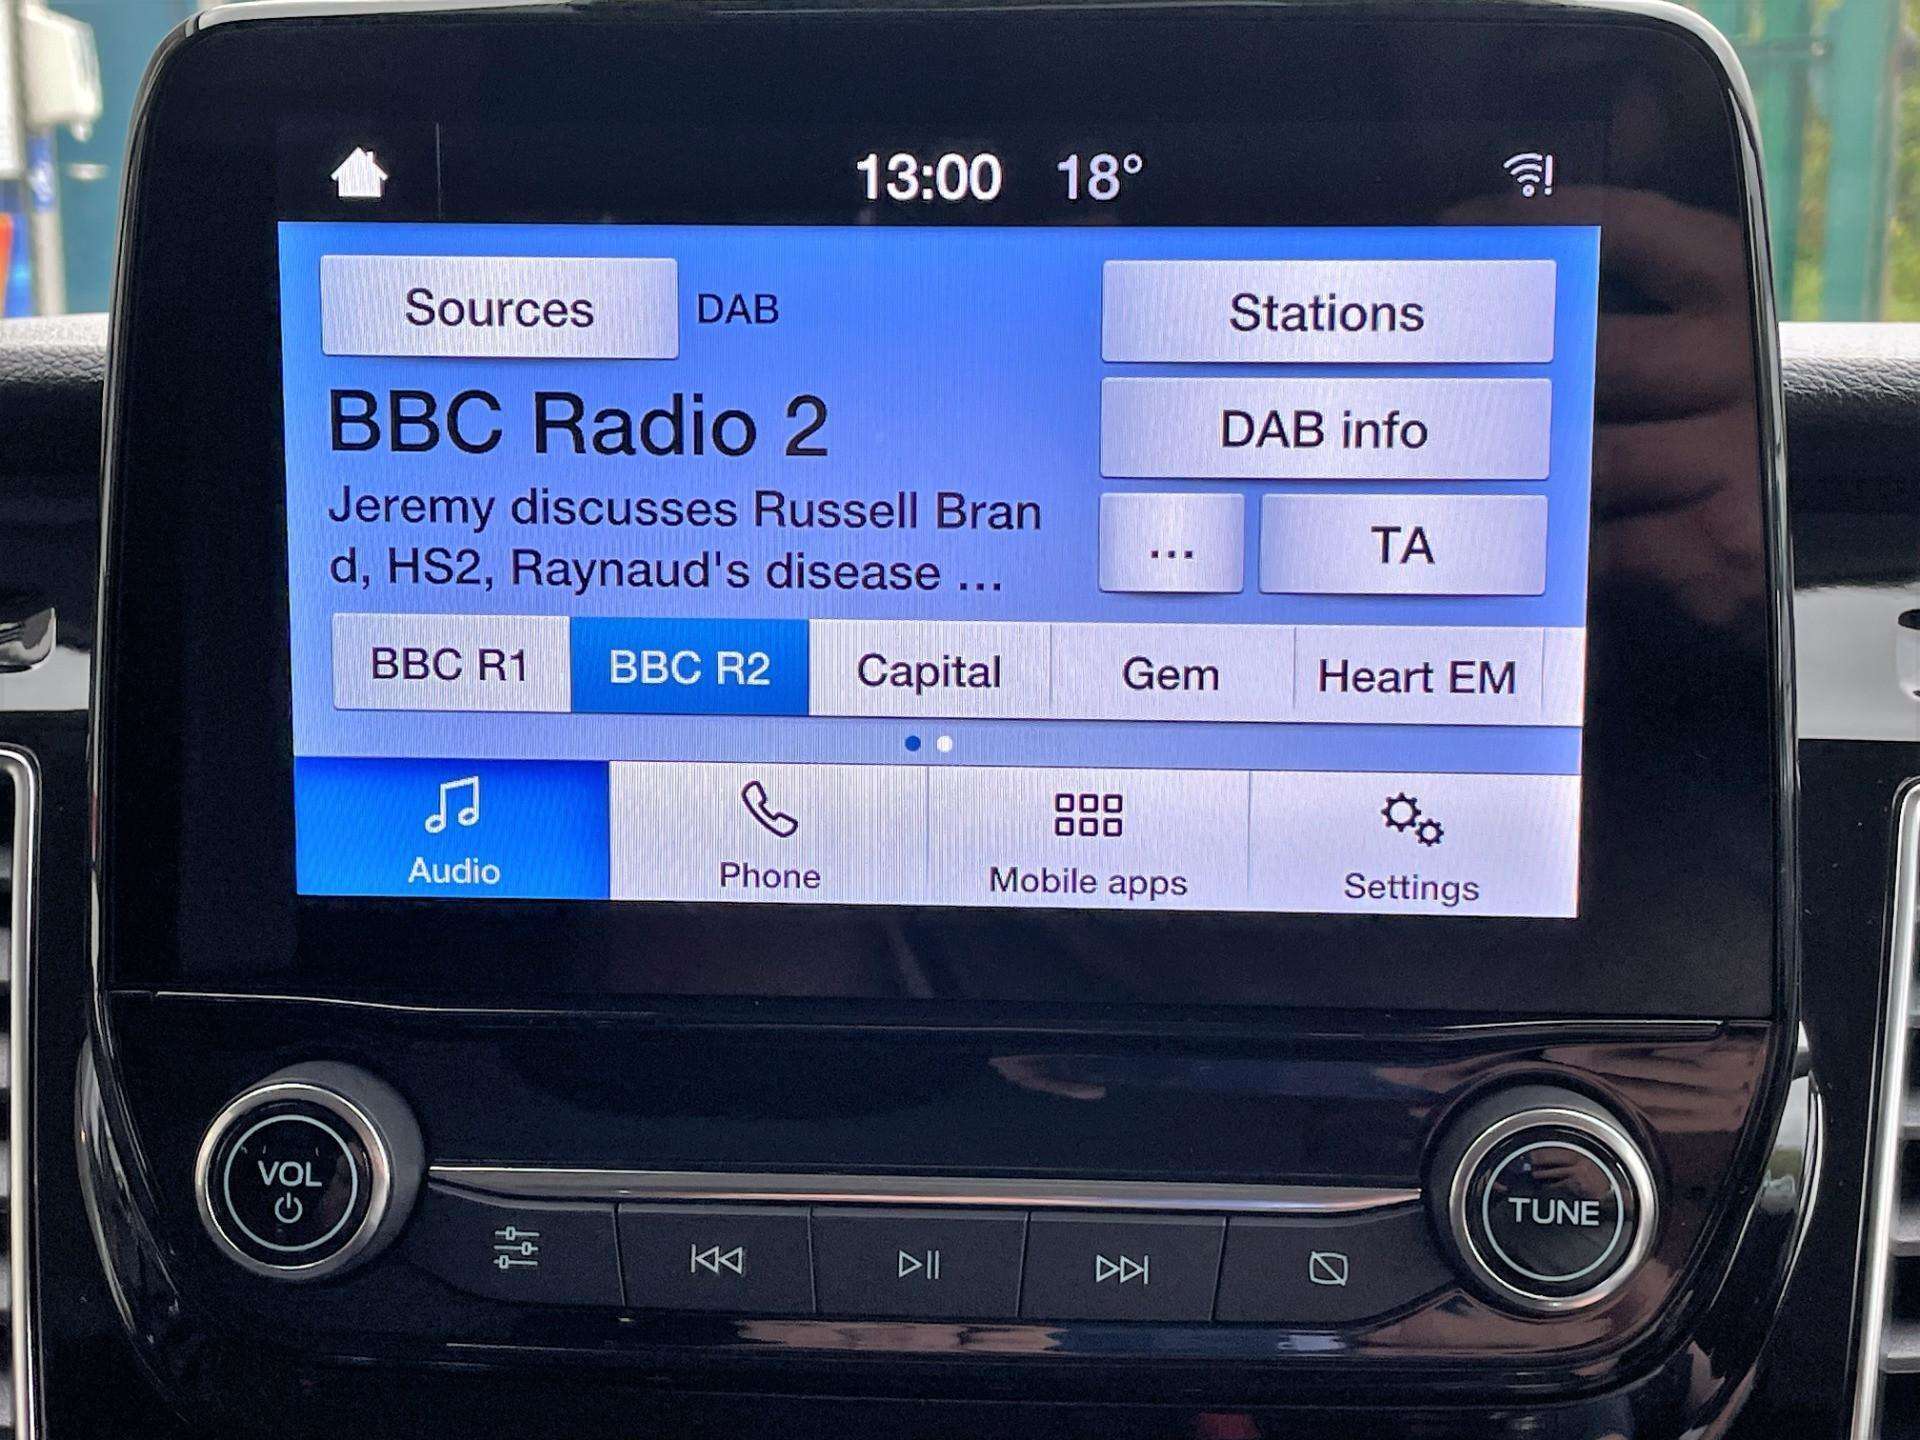 13:00 18°
Sources DAB Stations
BBC Radio 2 DAB info
Jeremy discusses Russell Bran
d, HS2, Raynaud's disease ... ... TA
BBC R1 BBC R2 Capital Gem Heart EM
Audio Phone Mobile apps Settings
VOL TUNE